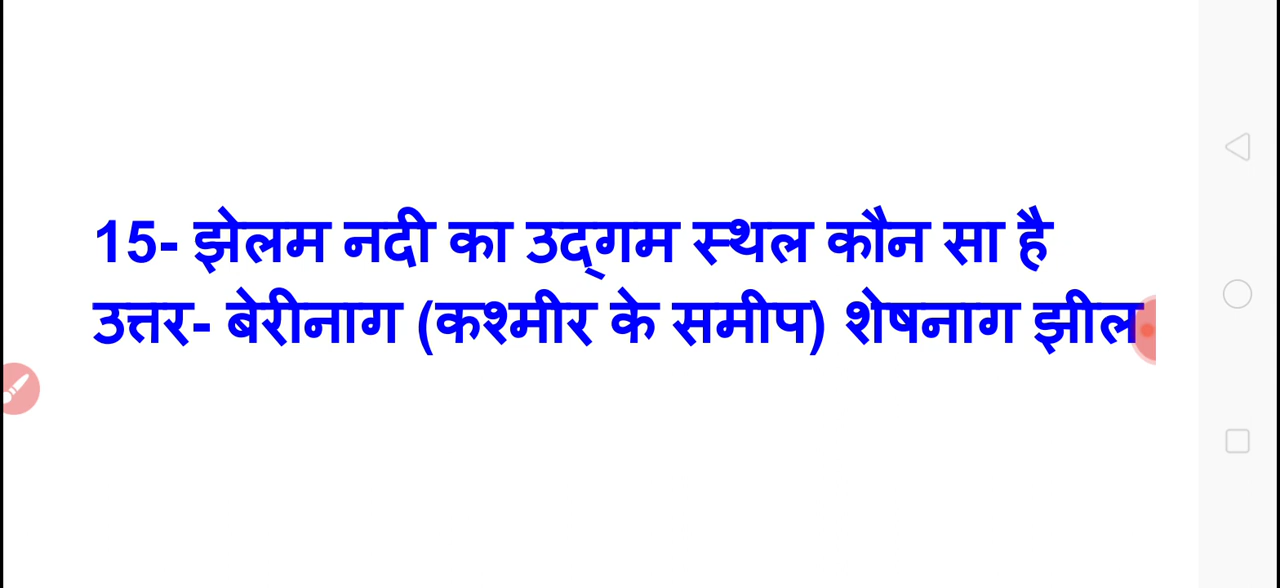 15- झेलम नदी का उद्गम स्थल कौन सा है
उत्तर- बेरीनाग (कश्मीर के समीप) शेषनाग झील